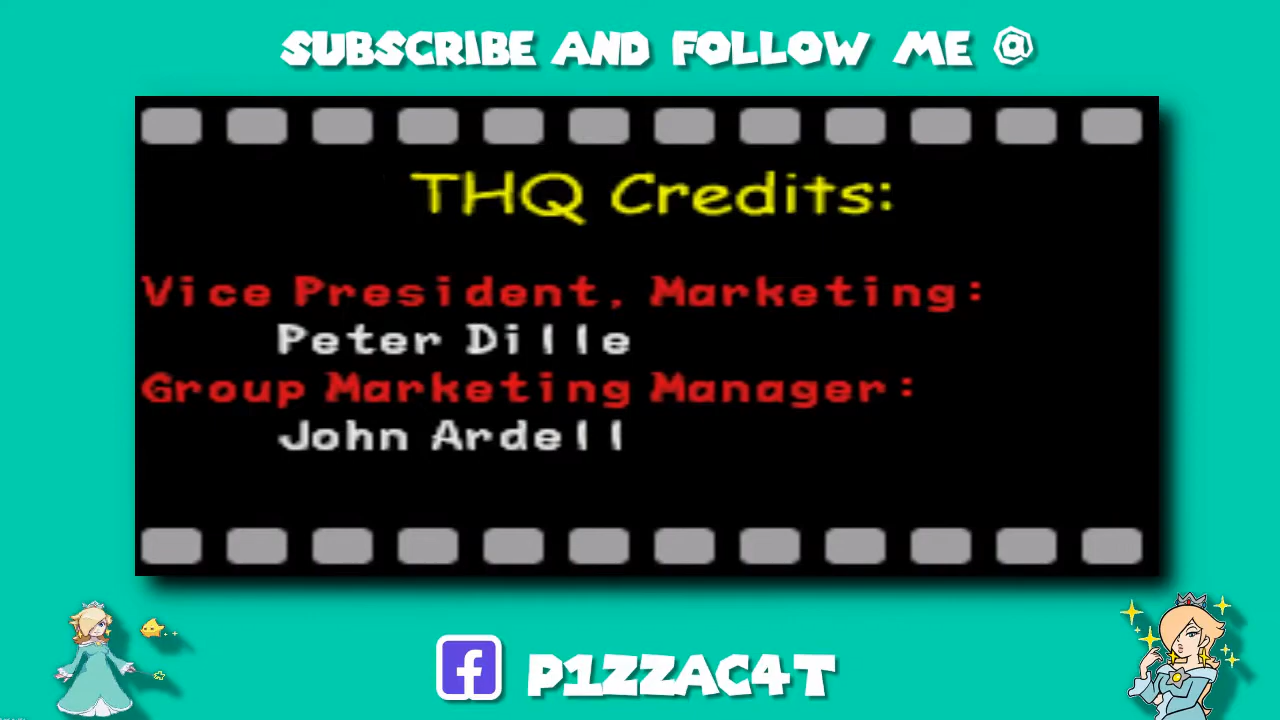 SUBSCRIBE AND FOLLOW ME @
THQ Credits:
Vice President, Marketing:
Peter Dille
Group Marketing Manager:
John Ardell
P1ZZAC4T